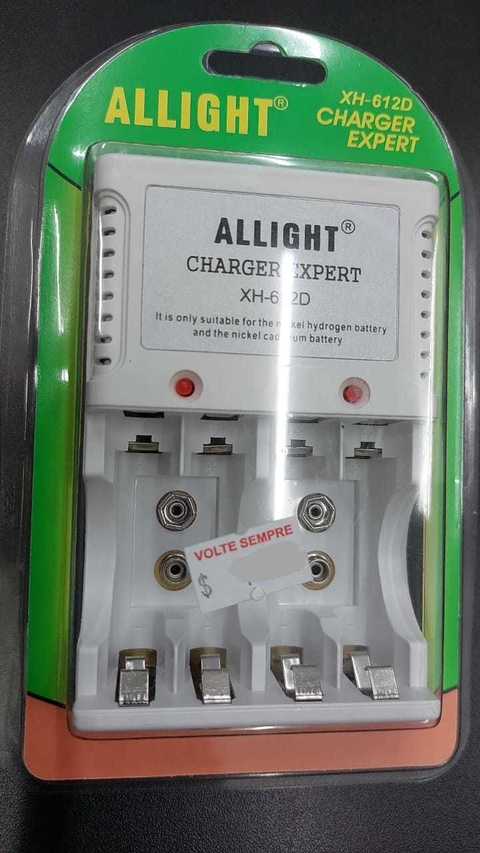 ALLIGHT®
XH-612D
CHARGER
EXPERT
ALLIGHT®
CHARGER EXPERT
XH-612D
It is only suitable for the nickel hydrogen battery
and the nickel cadmium battery
VOLTE SEMPRE
$